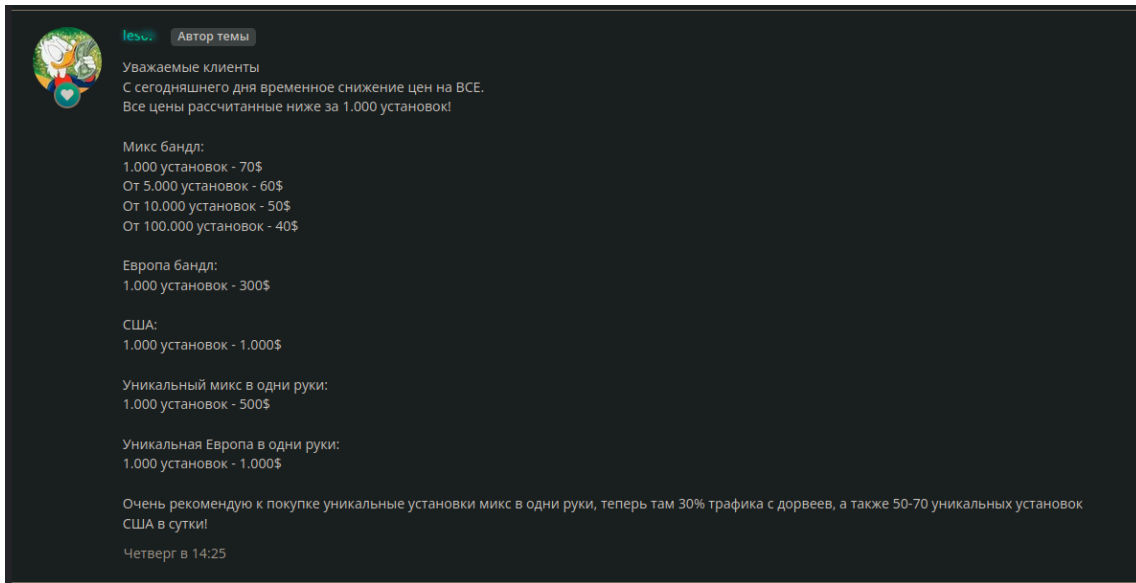 Автор темы
Уважаемые клиенты
С сегодняшнего дня временное снижение цен на ВСЕ.
Все цены рассчитанные ниже за 1.000 установок!
Микс бандл:
1.000 установок - 70$
От 5.000 установок - 60$
От 10.000 установок - 50$
От 100.000 установок - 40$
Европа бандл:
1.000 установок - 300$
США:
1.000 установок - 1.000$
Уникальный микс в одни руки:
1.000 установок - 500$
Уникальная Европа в одни руки:
1.000 установок - 1.000$
Очень рекомендую к покупке уникальные установки микс в одни руки, теперь там 30% трафика с дорвеев, а также 50-70 уникальных установок
США в сутки!
Четверг в 14:25